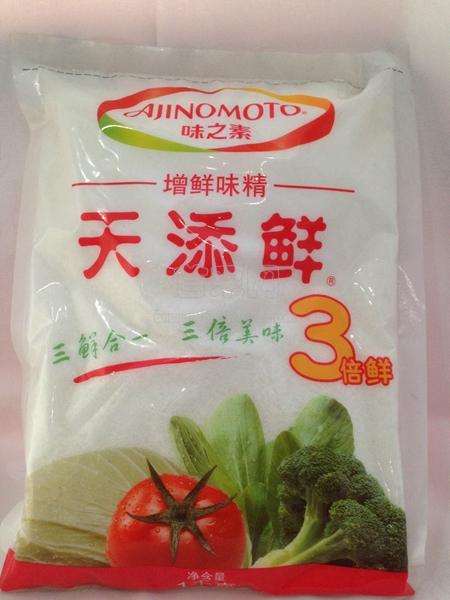 AJINOMOTO®
味之素
增鲜味精
天添鲜®
三鲜合一 三倍美味
3倍鲜
净含量